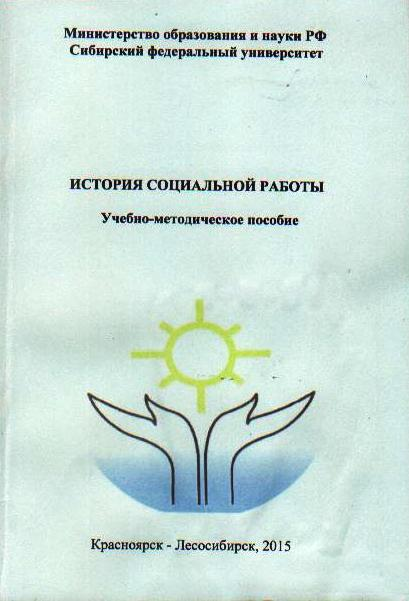 Министерство образования и науки РФ
Сибирский федеральный университет
ИСТОРИЯ СОЦИАЛЬНОЙ РАБОТЫ
Учебно-методическое пособие
Красноярск - Лесосибирск, 2015